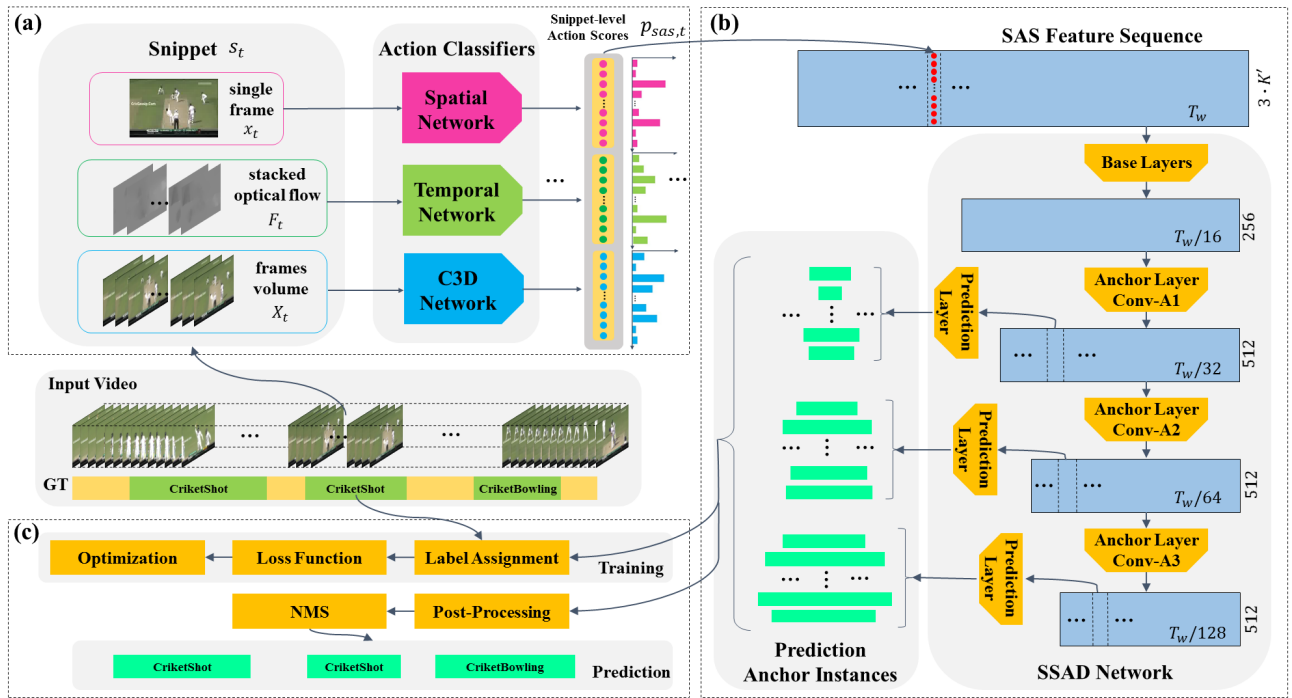 (a)
Snippet s_t
single
frame
x_t
stacked
optical flow
F_t
frames
volume
X_t
Action Classifiers
Spatial
Network
Temporal
Network
C3D
Network
Snippet-level
Action Scores
p_{sas,t}
...
...
Input Video
...
...
...
GT
CriketShot
CriketShot
CriketBowling
(b)
SAS Feature Sequence
...
...
T_w
3 · K′
Base Layers
T_w/16
256
Anchor Layer
Conv-A1
Prediction
Layer
...
...
T_w/32
512
Anchor Layer
Conv-A2
Prediction
Layer
...
...
T_w/64
512
Anchor Layer
Conv-A3
Prediction
Layer
...
...
T_w/128
512
SSAD Network
Prediction
Anchor Instances
(c)
Optimization
Loss Function
Label Assignment
Training
NMS
Post-Processing
CriketShot
CriketShot
CriketBowling
Prediction